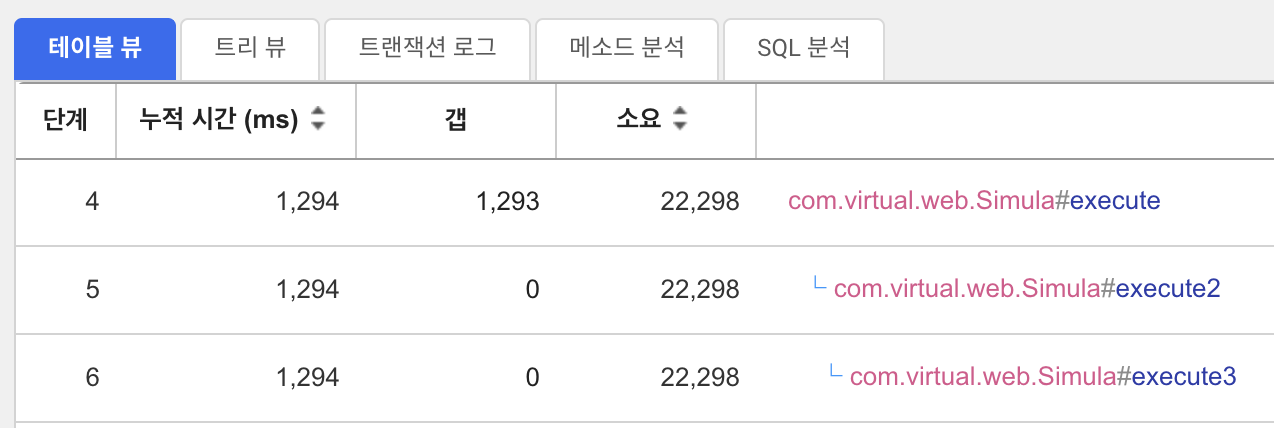 테이블 뷰 트리 뷰 트랜잭션 로그 메소드 분석 SQL 분석
단계 누적 시간 (ms) 갭 소요
4 1,294 1,293 22,298 com.virtual.web.Simula#execute
5 1,294 0 22,298 com.virtual.web.Simula#execute2
6 1,294 0 22,298 com.virtual.web.Simula#execute3